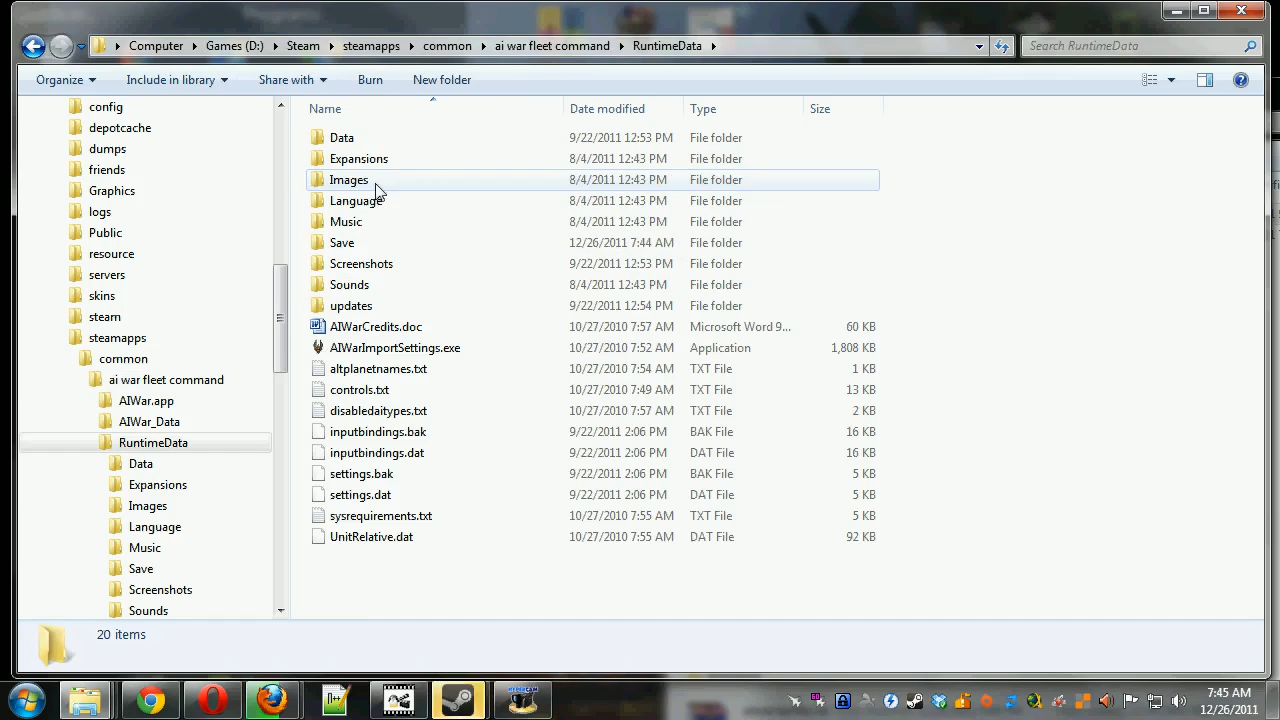 Computer Games (D:) Steam steamapps common ai war fleet command RuntimeData Search RuntimeData
Organize Include in library Share with Burn New folder
config
depotcache
dumps
friends
Graphics
logs
Public
resource
servers
skins
steam
steamapps
common
ai war fleet command
AIWar.app
AIWar_Data
RuntimeData
Data
Expansions
Images
Language
Music
Save
Screenshots
Sounds
Name Date modified Type Size
Data 9/22/2011 12:53 PM File folder
Expansions 8/4/2011 12:43 PM File folder
Images 8/4/2011 12:43 PM File folder
Language 8/4/2011 12:43 PM File folder
Music 8/4/2011 12:43 PM File folder
Save 12/26/2011 7:44 AM File folder
Screenshots 9/22/2011 12:53 PM File folder
Sounds 8/4/2011 12:43 PM File folder
updates 9/22/2011 12:54 PM File folder
AIWarCredits.doc 10/27/2010 7:57 AM Microsoft Word 9... 60 KB
AIWarImportSettings.exe 10/27/2010 7:52 AM Application 1,808 KB
altplanetnames.txt 10/27/2010 7:54 AM TXT File 1 KB
controls.txt 10/27/2010 7:49 AM TXT File 13 KB
disabledaitypes.txt 10/27/2010 7:57 AM TXT File 2 KB
inputbindings.bak 9/22/2011 2:06 PM BAK File 16 KB
inputbindings.dat 9/22/2011 2:06 PM DAT File 16 KB
settings.bak 9/22/2011 2:06 PM BAK File 5 KB
settings.dat 9/22/2011 2:06 PM DAT File 5 KB
sysrequirements.txt 10/27/2010 7:55 AM TXT File 5 KB
UnitRelative.dat 10/27/2010 7:55 AM DAT File 92 KB
20 items
7:45 AM
12/26/2011